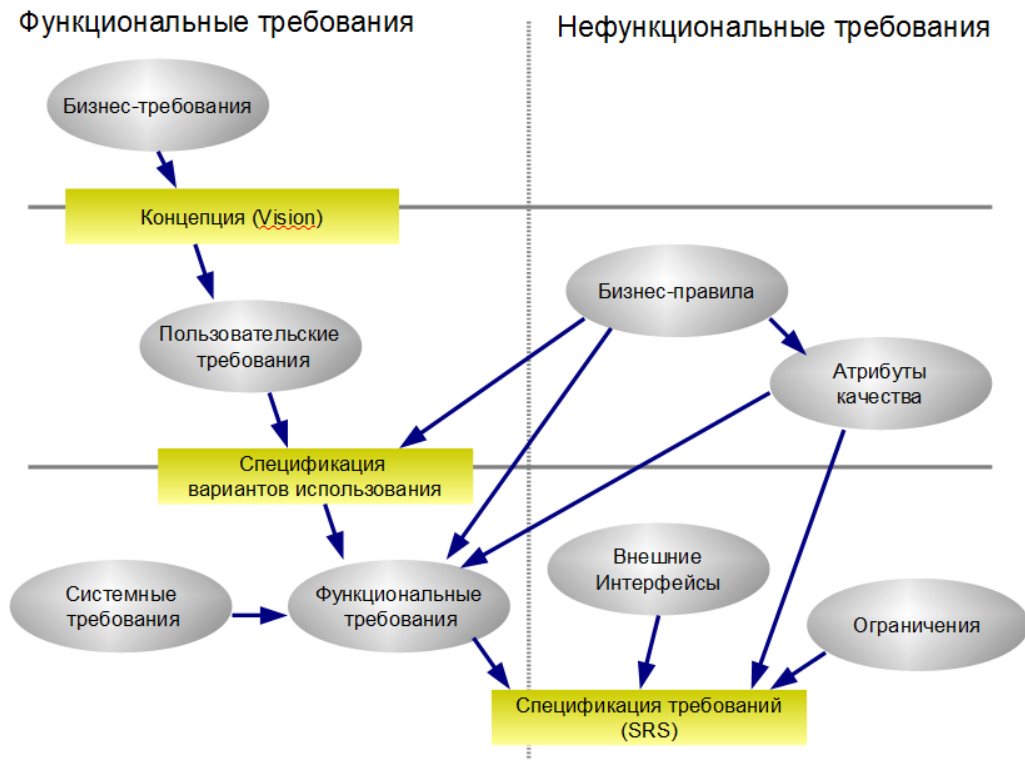 Функциональные требования
Нефункциональные требования
Бизнес-требования
Концепция (Vision)
Бизнес-правила
Пользовательские
требования
Атрибуты
качества
Спецификация
вариантов использования
Внешние
Интерфейсы
Системные
требования
Функциональные
требования
Ограничения
Спецификация требований
(SRS)